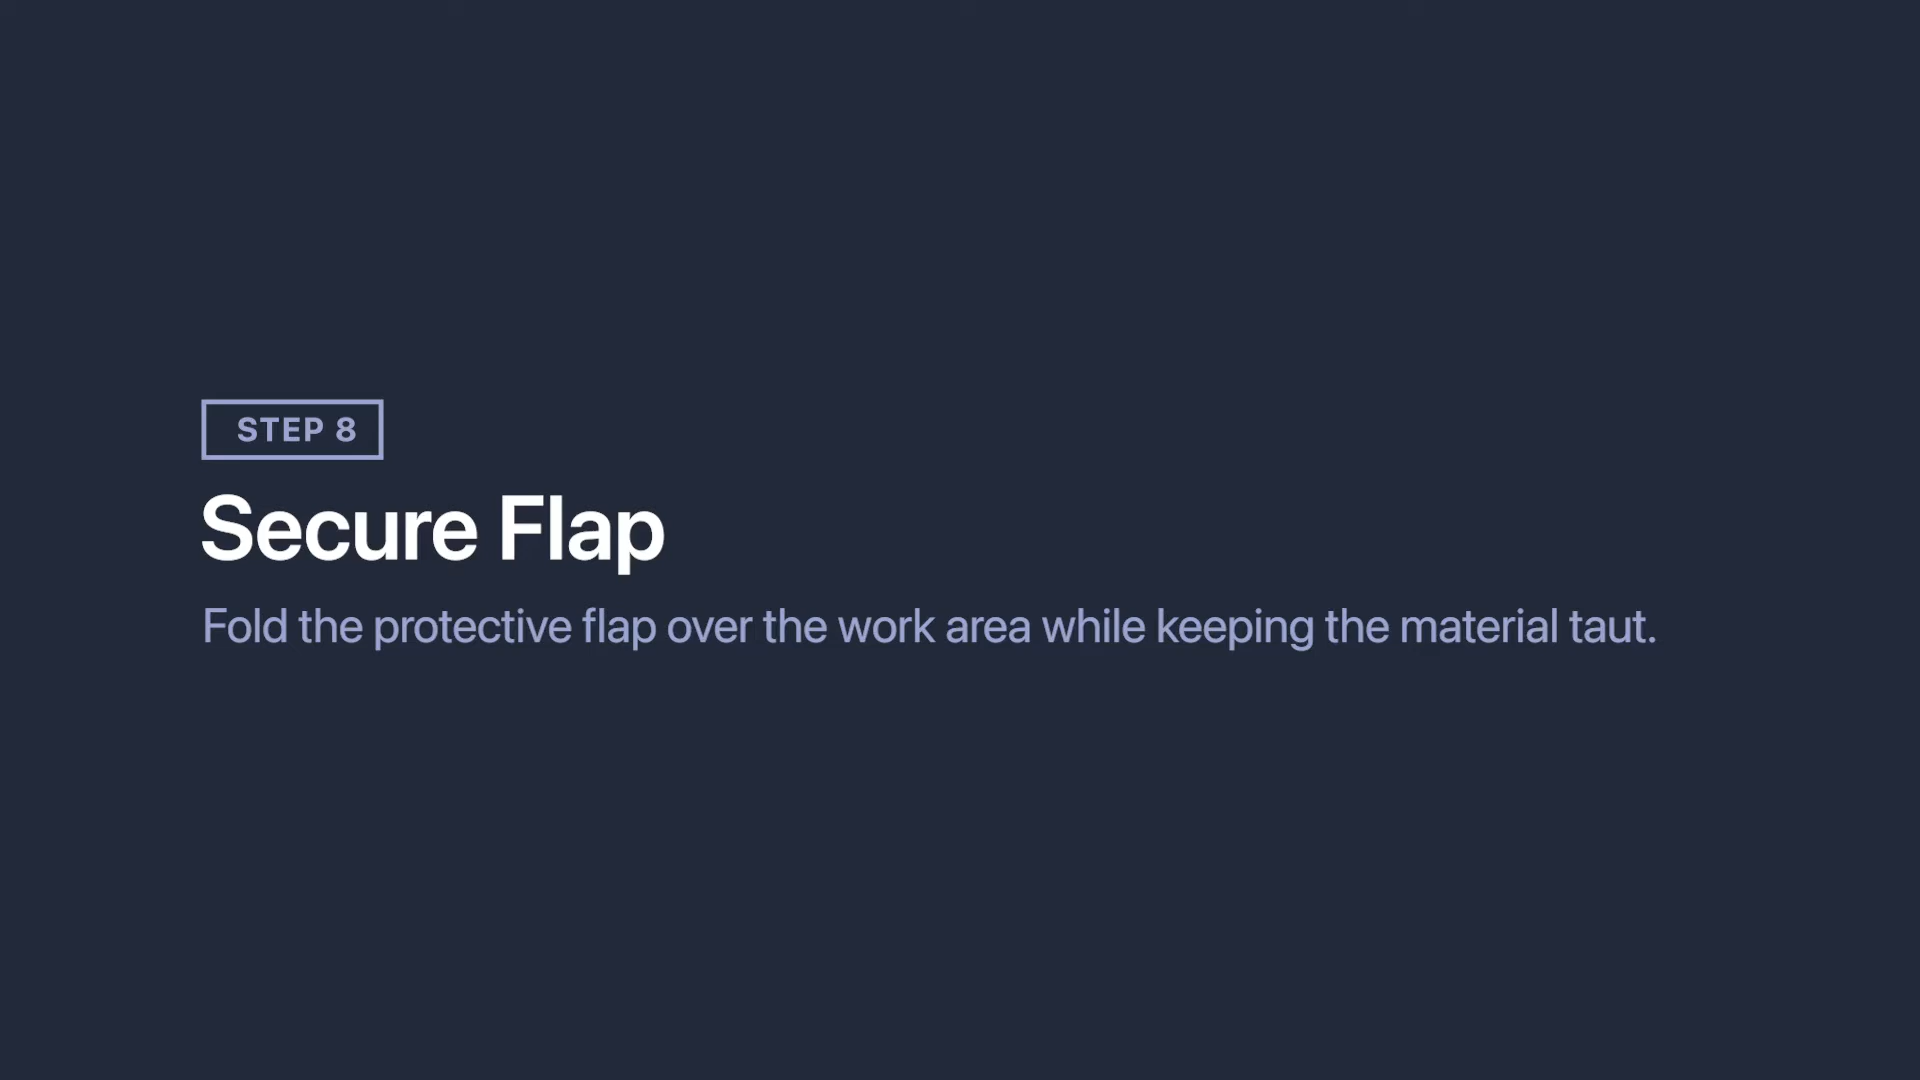 STEP 8
Secure Flap
Fold the protective flap over the work area while keeping the material taut.